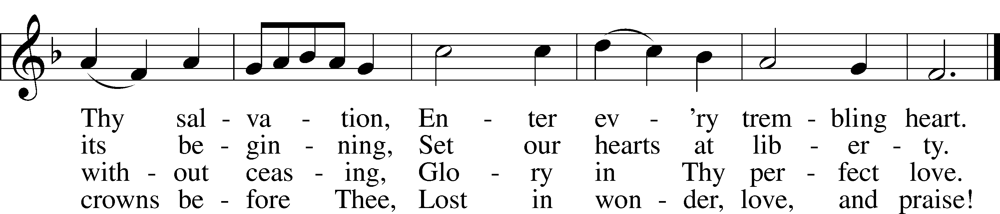 Thy sal - va - tion, En - ter ev - 'ry trem - bling heart.
its be - gin - ning, Set our hearts at lib - er - ty.
with - out ceas - ing, Glo - ry in Thy per - fect love.
crowns be - fore Thee, Lost in won - der, love, and praise!